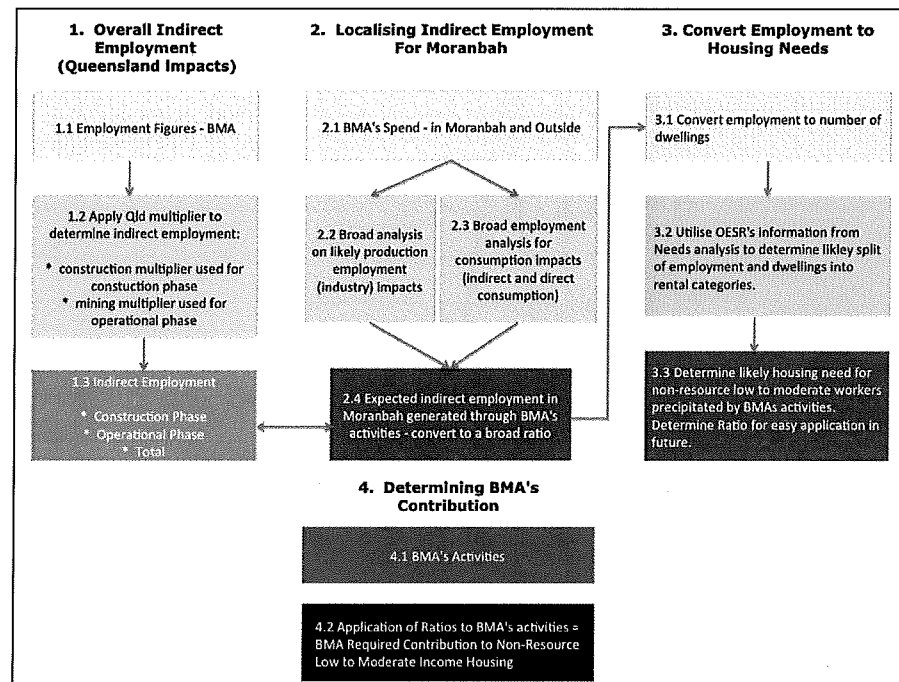 1. Overall Indirect
Employment
(Queensland Impacts)
1.1 Employment Figures - BMA
1.2 Apply Qld multiplier to
determine indirect employment:
* construction multiplier used for
constuction phase
* mining multiplier used for
operational phase
1.3 Indirect Employment
* Construction Phase
* Operational Phase
* Total
2. Localising Indirect Employment
For Moranbah
2.1 BMA's Spend - in Moranbah and Outside
2.2 Broad analysis
on likely production
employment
(industry) impacts
2.3 Broad employment
analysis for
consumption impacts
(indirect and direct
consumption)
2.4 Expected indirect employment in
Moranbah generated through BMA's
activities - convert to a broad ratio
3. Convert Employment to
Housing Needs
3.1 Convert employment to number of
dwellings
3.2 Utilise OESR's information from
Needs analysis to determine likley split
of employment and dwellings into
rental categories.
3.3 Determine likely housing need for
non-resource low to moderate workers
precipitated by BMAs activities.
Determine Ratio for easy application in
future.
4. Determining BMA's
Contribution
4.1 BMA's Activities
4.2 Application of Ratios to BMA's activities =
BMA Required Contribution to Non-Resource
Low to Moderate Income Housing